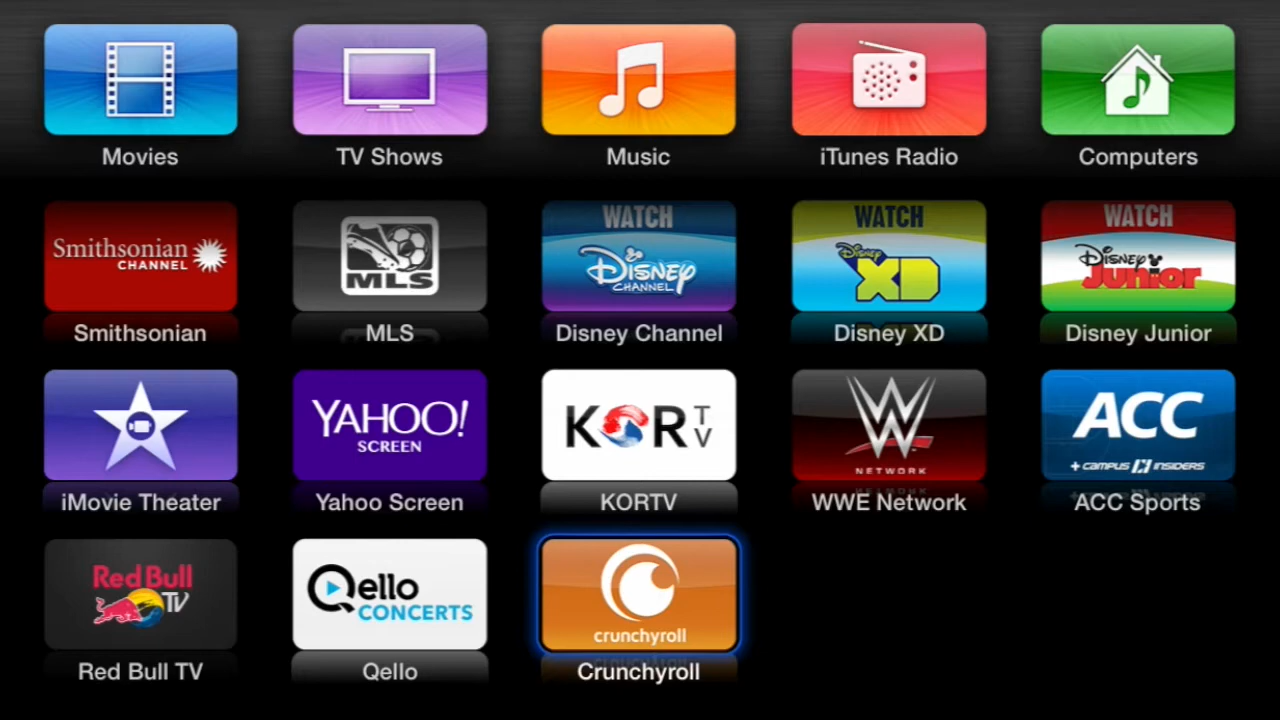 Movies
TV Shows
Music
iTunes Radio
Computers
Smithsonian
CHANNEL
MLS
WATCH
Disney
CHANNEL
WATCH
Disney
XD
WATCH
Disney
Junior
Smithsonian
MLS
Disney Channel
Disney XD
Disney Junior
YAHOO!
SCREEN
KORTV
W
NETWORK
ACC
+CAMPUS INSIDERS
iMovie Theater
Yahoo Screen
KORTV
WWE Network
ACC Sports
Red Bull
TV
Qello
CONCERTS
crunchyroll
Red Bull TV
Qello
Crunchyroll